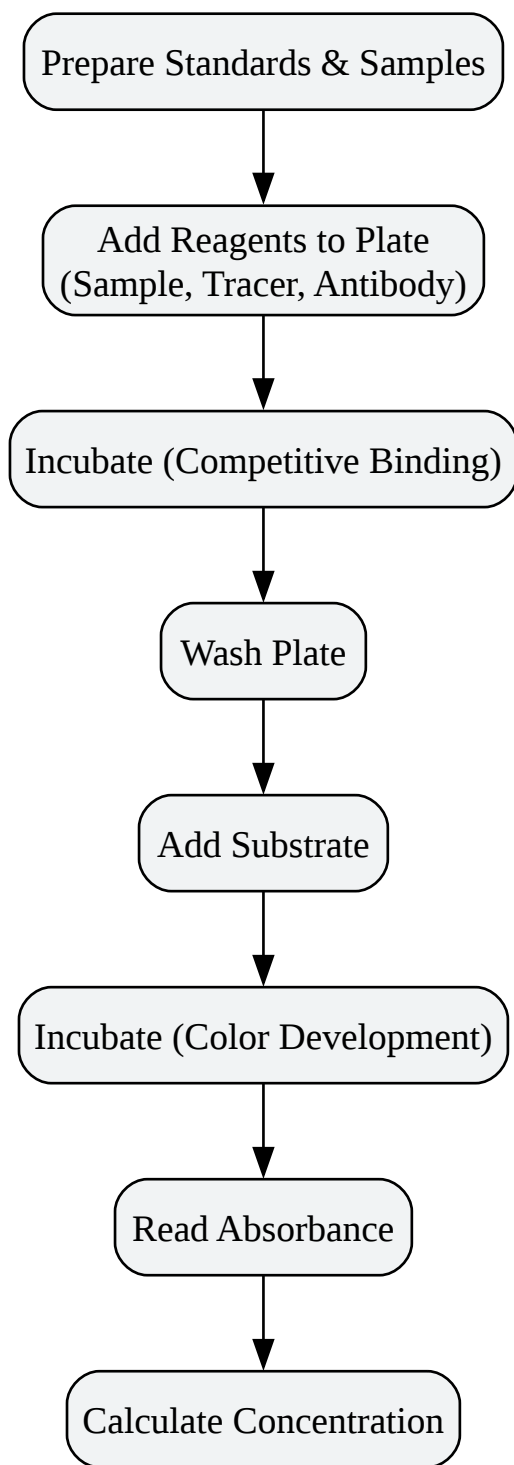 Prepare Standards & Samples
Add Reagents to Plate
(Sample, Tracer, Antibody)
Incubate (Competitive Binding)
Wash Plate
Add Substrate
Incubate (Color Development)
Read Absorbance
Calculate Concentration